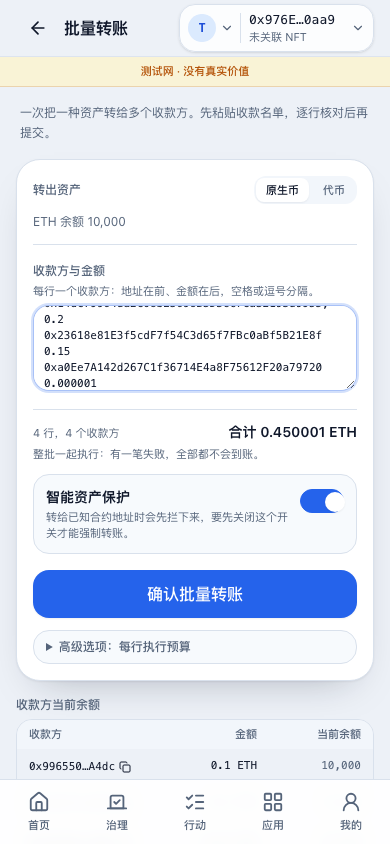 批量转账
T
0x976E…0aa9
未关联 NFT
测试网 · 没有真实价值
一次把一种资产转给多个收款方。先粘贴收款名单，逐行核对后再
提交。
转出资产
原生币
代币
ETH 余额 10,000
收款方与金额
每行一个收款方：地址在前、金额在后，空格或逗号分隔。
0.2
0x23618e81E3f5cdF7f54C3d65f7FBc0aBf5B21E8f
0.15
0xa0Ee7A142d267C1f36714E4a8F75612F20a79720
0.000001
4 行，4 个收款方
合计 0.450001 ETH
整批一起执行：有一笔失败，全部都不会到账。
智能资产保护
转给已知合约地址时会先拦下来，要先关闭这个开
关才能强制转账。
确认批量转账
▶ 高级选项：每行执行预算
收款方当前余额
收款方
金额
当前余额
0x996550…A4dc
0.1 ETH
10,000
首页
治理
行动
应用
我的